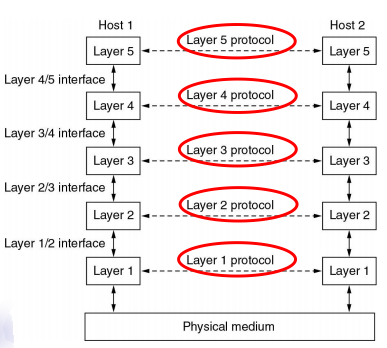 Host 1 Host 2
Layer 5 Layer 5 protocol Layer 5
Layer 4/5 interface
Layer 4 Layer 4 protocol Layer 4
Layer 3/4 interface
Layer 3 Layer 3 protocol Layer 3
Layer 2/3 interface
Layer 2 Layer 2 protocol Layer 2
Layer 1/2 interface
Layer 1 Layer 1 protocol Layer 1
Physical medium